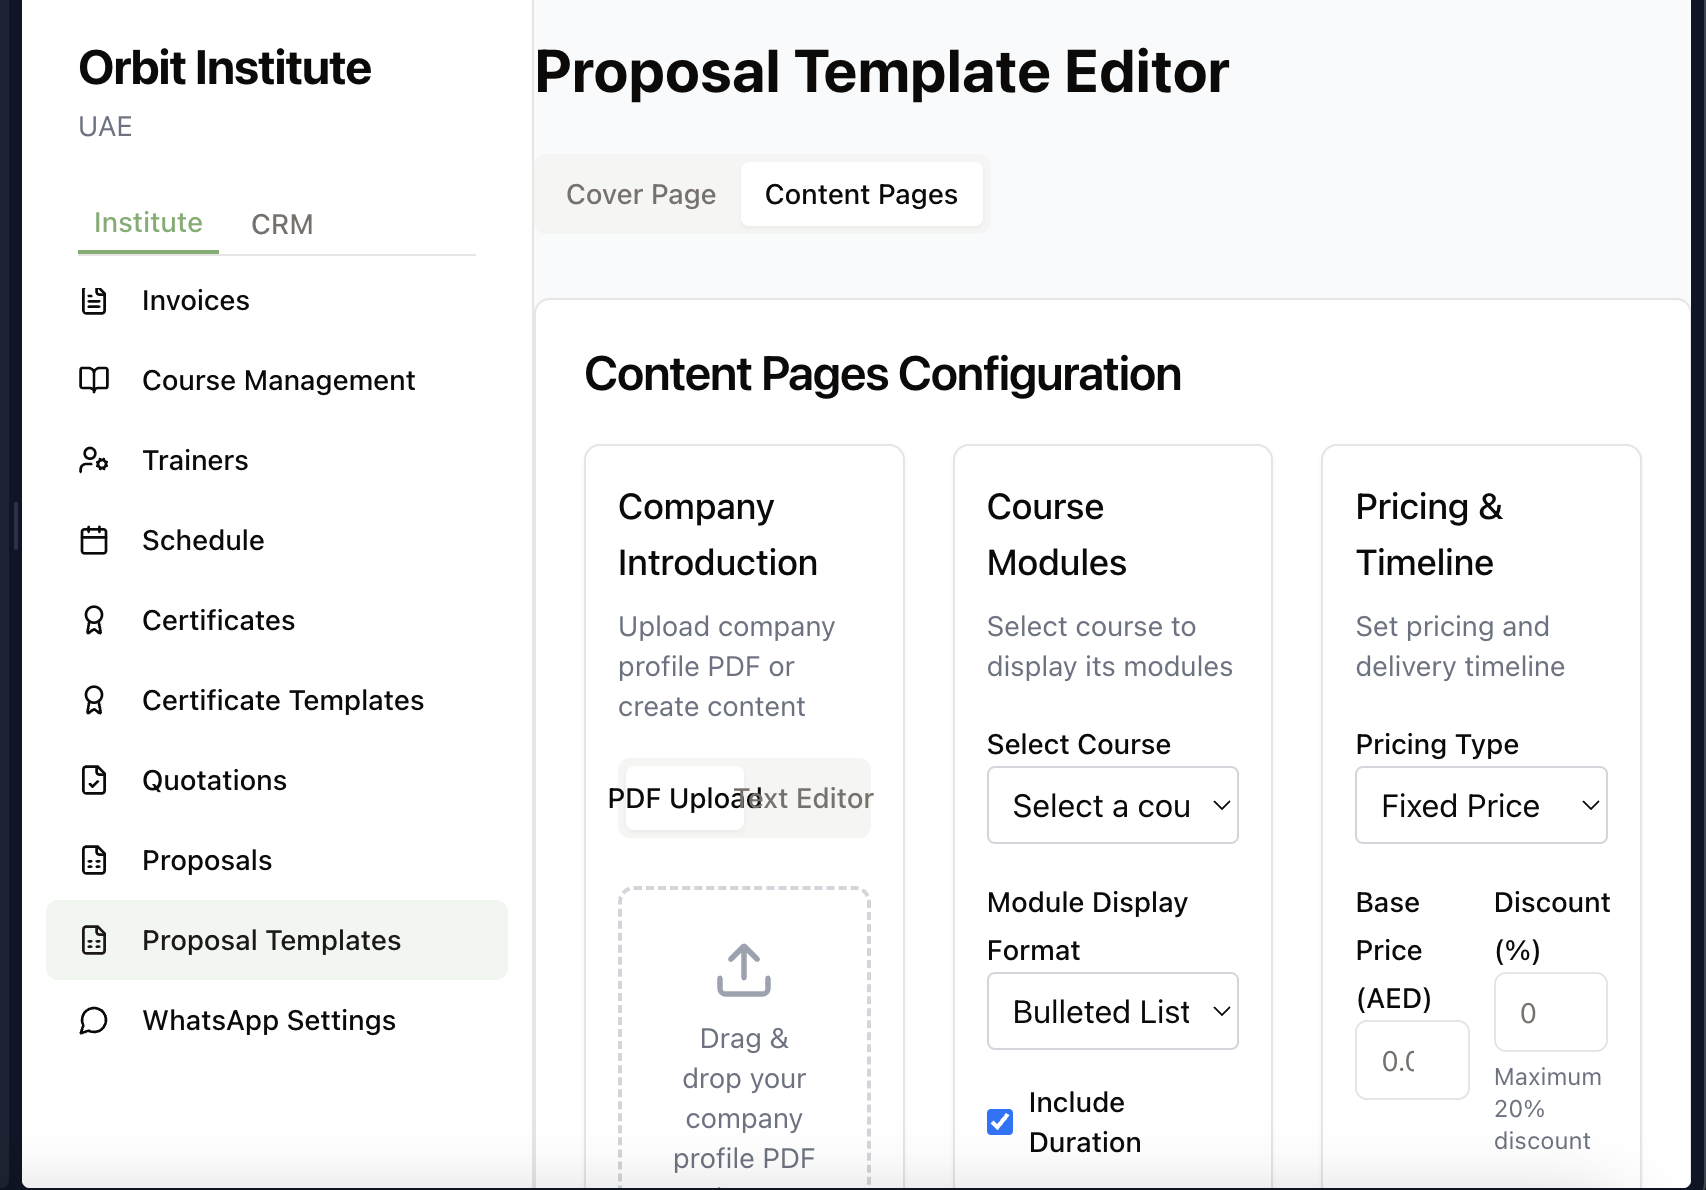 Orbit Institute
UAE
Institute
CRM
Invoices
Course Management
Trainers
Schedule
Certificates
Certificate Templates
Quotations
Proposals
Proposal Templates
WhatsApp Settings
Proposal Template Editor
Cover Page
Content Pages
Content Pages Configuration
Company
Introduction
Upload company
profile PDF or
create content
PDF Upload
Text Editor
Drag &
drop your
company
profile PDF
Course
Modules
Select course to
display its modules
Select Course
Select a cou
Module Display
Format
Bulleted List
Include
Duration
Pricing &
Timeline
Set pricing and
delivery timeline
Pricing Type
Fixed Price
Base
Price
(AED)
0.0
Discount
(%)
0
Maximum
20%
discount